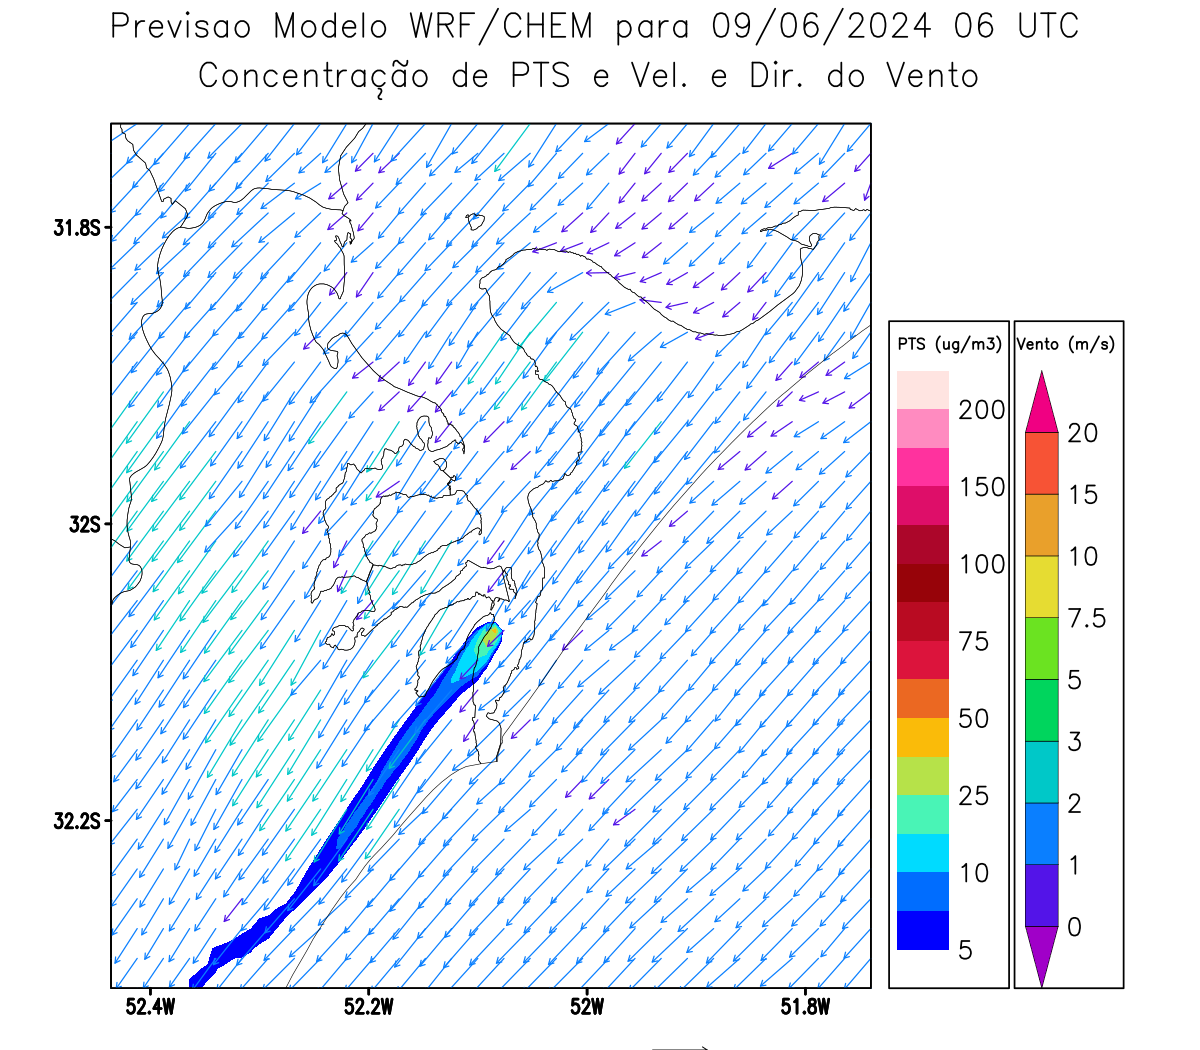 Previsao Modelo WRF/CHEM para 09/06/2024 06 UTC
Concentração de PTS e Vel. e Dir. do Vento
31.8S
32S
32.2S
52.4W
52.2W
52W
51.8W
PTS (ug/m3)
200
150
100
75
50
25
10
5
Vento (m/s)
20
15
10
7.5
5
3
2
1
0